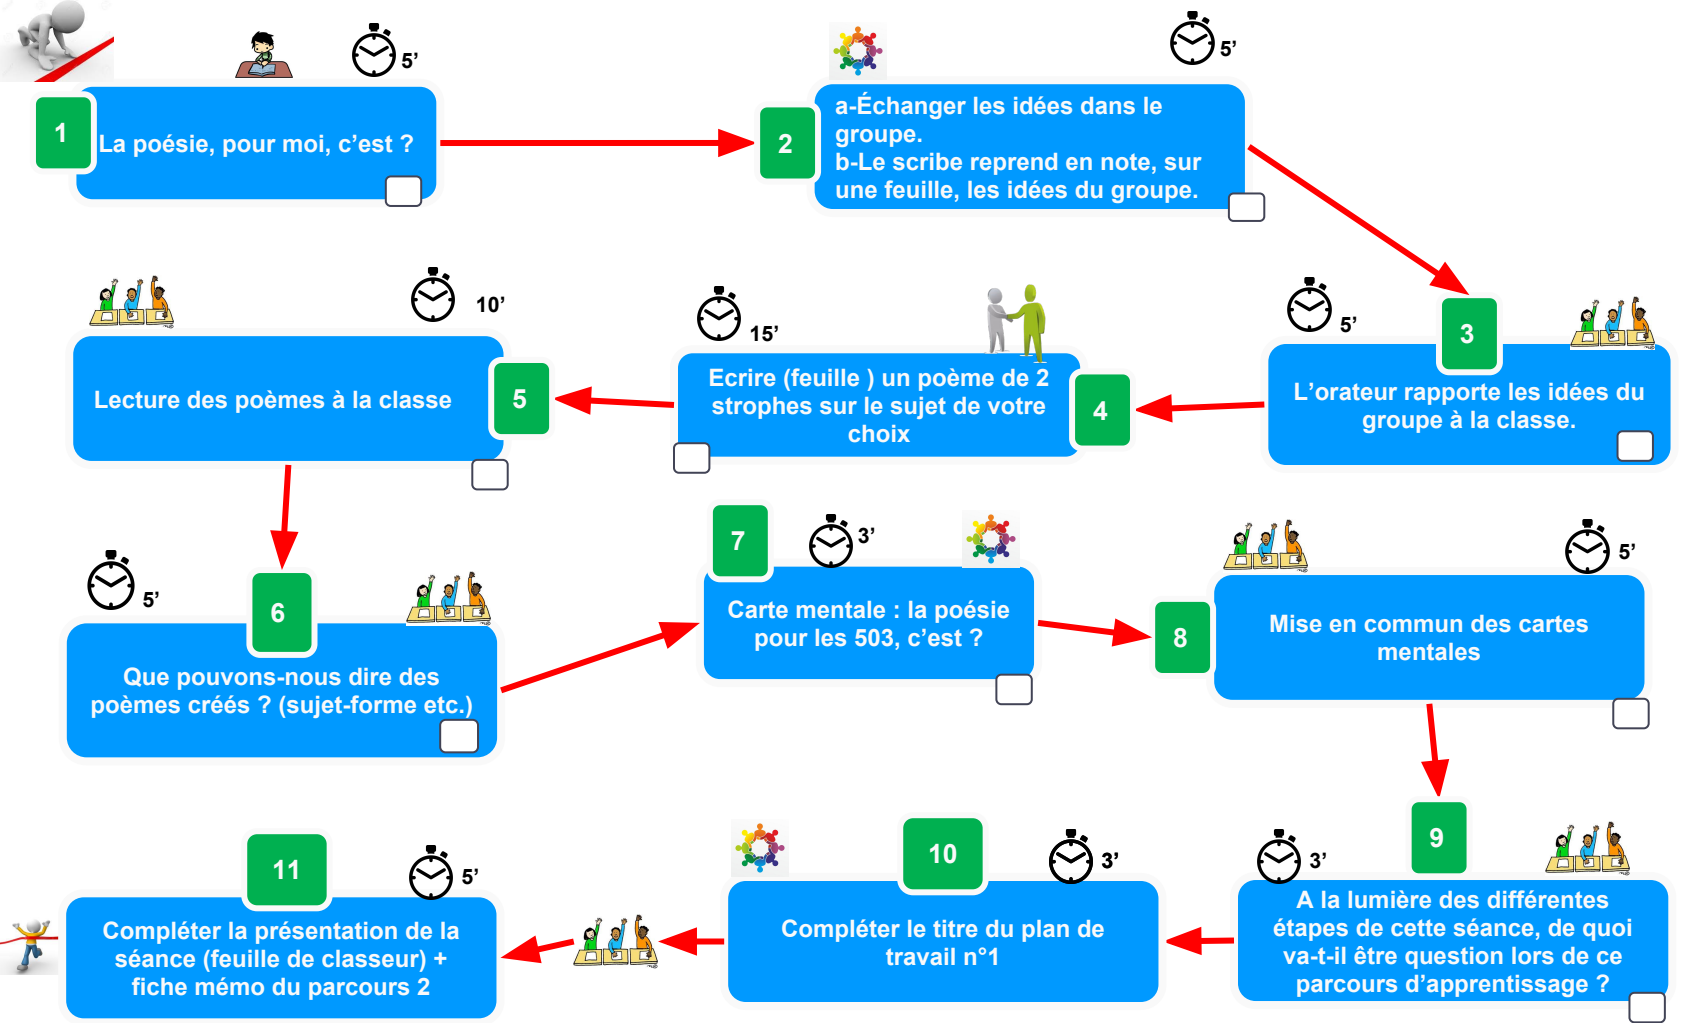 5’
1
La poésie, pour moi, c’est ?
5’
2
a-Échanger les idées dans le
groupe.
b-Le scribe reprend en note, sur
une feuille, les idées du groupe.
5’
3
L’orateur rapporte les idées du
groupe à la classe.
15’
4
Ecrire (feuille ) un poème de 2
strophes sur le sujet de votre
choix
10’
5
Lecture des poèmes à la classe
5’
6
Que pouvons-nous dire des
poèmes créés ? (sujet-forme etc.)
7
3’
Carte mentale : la poésie
pour les 503, c’est ?
5’
8
Mise en commun des cartes
mentales
9
3’
A la lumière des différentes
étapes de cette séance, de quoi
va-t-il être question lors de ce
parcours d’apprentissage ?
10
3’
Compléter le titre du plan de
travail n°1
11
5’
Compléter la présentation de la
séance (feuille de classeur) +
fiche mémo du parcours 2